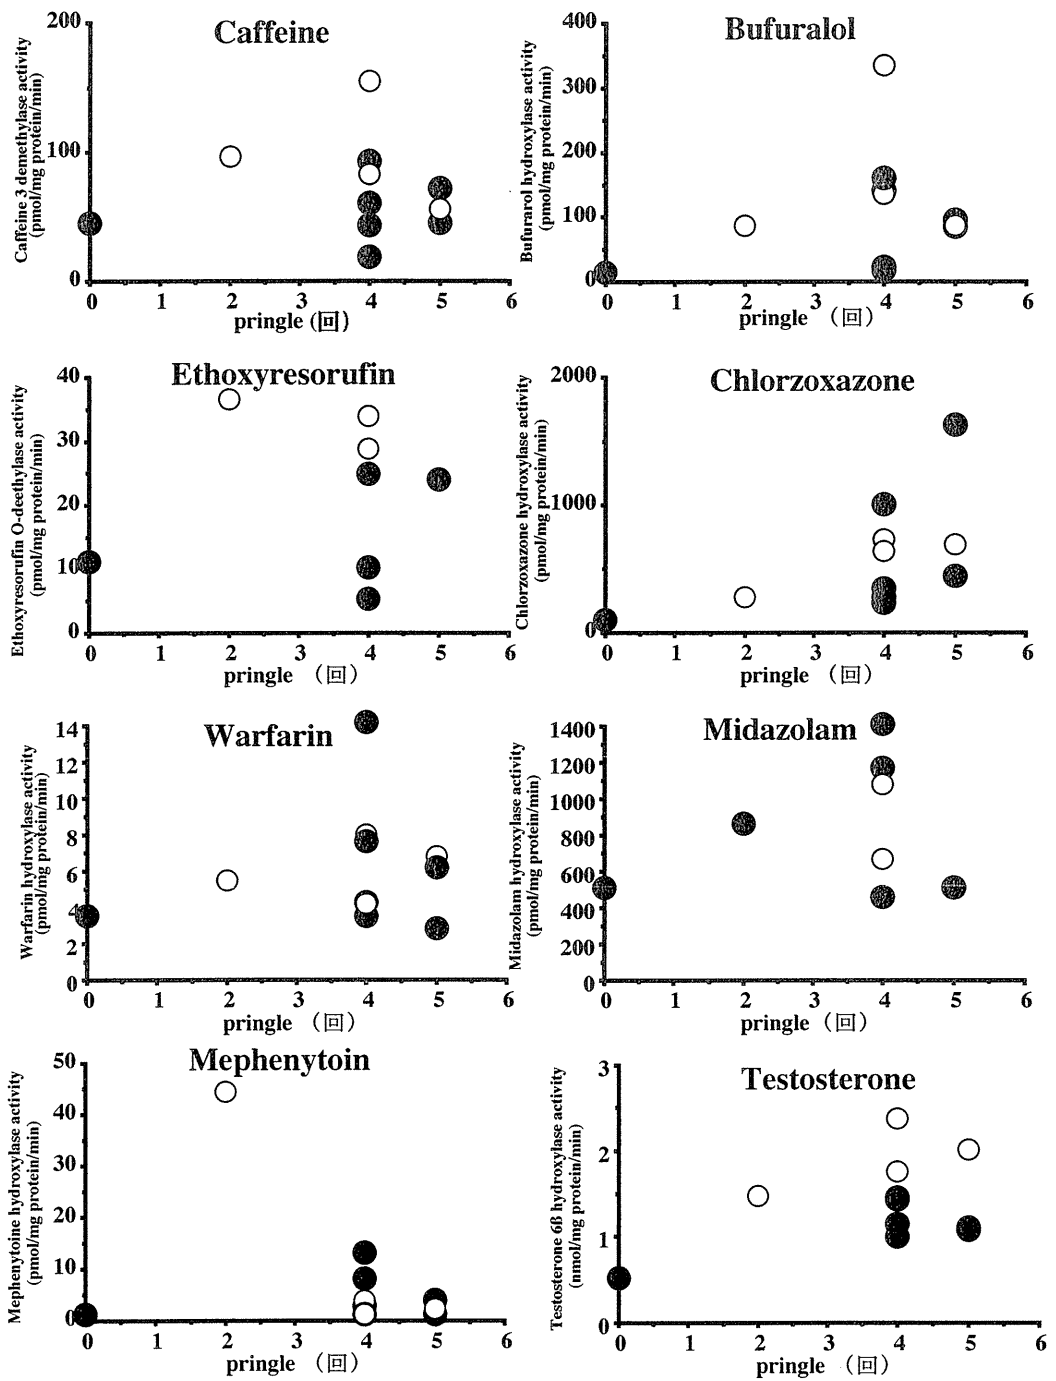 Caffeine
Caffeine 3 demethylase activity
(pmol/mg protein/min)
200
100
0
0 1 2 3 4 5 6
pringle (回)
Bufuralol
Bufurarol hydroxylase activity
(pmol/mg protein/min)
400
300
200
100
0
0 1 2 3 4 5 6
pringle （回）
Ethoxyresorufin
Ethoxyresorufin O-deethylase activity
(pmol/mg protein/min)
40
30
20
10
0
0 1 2 3 4 5 6
pringle （回）
Chlorzoxazone
Chlorzoxazone hydroxylase activity
(pmol/mg protein/min)
2000
1000
0
0 1 2 3 4 5 6
pringle （回）
Warfarin
Warfarin hydroxylase activity
(pmol/mg protein/min)
14
12
10
8
6
4
2
0
0 1 2 3 4 5 6
pringle （回）
Midazolam
Midazolam hydroxylase activity
(pmol/mg protein/min)
1400
1200
1000
800
600
400
200
0
0 1 2 3 4 5 6
pringle （回）
Mephenytoin
Mephenytoine hydroxylase activity
(pmol/mg protein/min)
50
40
30
20
10
0
0 1 2 3 4 5 6
pringle （回）
Testosterone
Testosterone 6ß hydroxylase activity
(nmol/mg protein/min)
3
2
1
0
0 1 2 3 4 5 6
pringle （回）